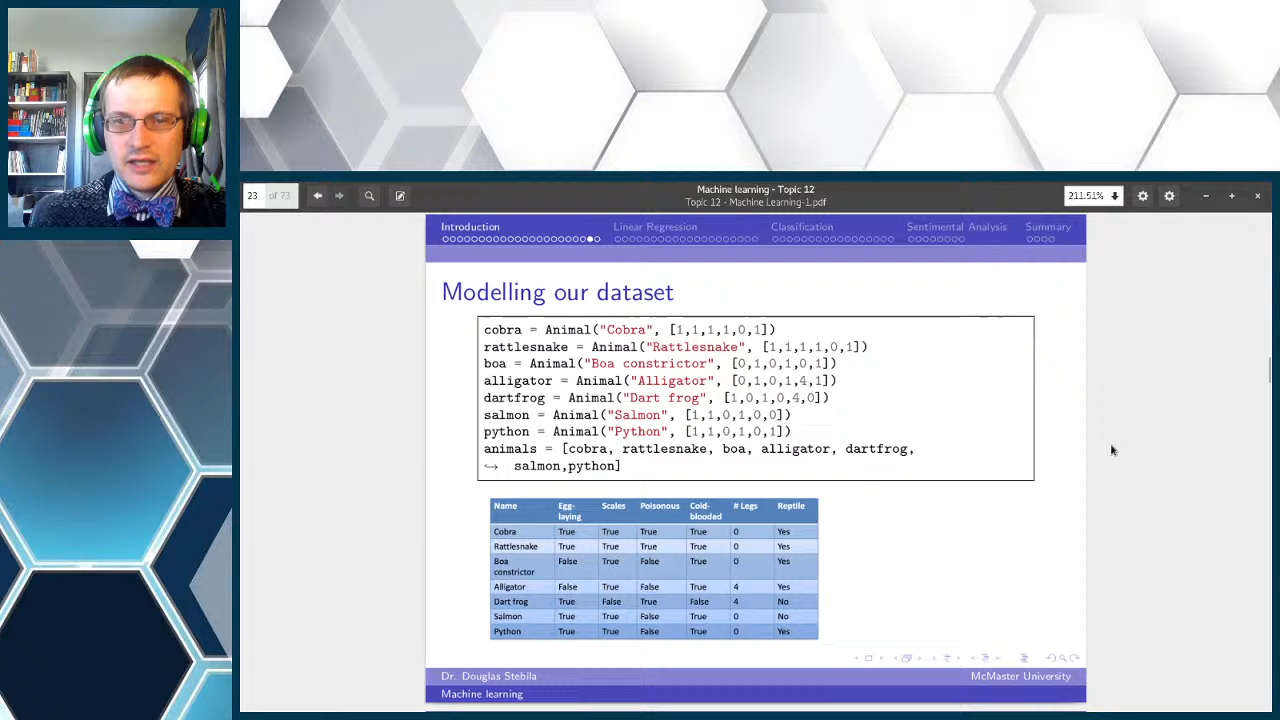 23 of 73
Machine learning - Topic 12
Topic 12 - Machine Learning-1.pdf
211.51%
Introduction Linear Regression Classification Sentimental Analysis Summary
Modelling our dataset
cobra = Animal("Cobra", [1,1,1,1,0,1])
rattlesnake = Animal("Rattlesnake", [1,1,1,1,0,1])
boa = Animal("Boa constrictor", [0,1,0,1,0,1])
alligator = Animal("Alligator", [0,1,0,1,4,1])
dartfrog = Animal("Dart frog", [1,0,1,0,4,0])
salmon = Animal("Salmon", [1,1,0,1,0,0])
python = Animal("Python", [1,1,0,1,0,1])
animals = [cobra, rattlesnake, boa, alligator, dartfrog,
↪ salmon,python]
Name Egg-laying Scales Poisonous Cold-blooded # Legs Reptile
Cobra True True True True 0 Yes
Rattlesnake True True True True 0 Yes
Boa constrictor False True False True 0 Yes
Alligator False True False True 4 Yes
Dart frog True False True False 4 No
Salmon True True False True 0 No
Python True True False True 0 Yes
Dr. Douglas Stebila McMaster University
Machine learning